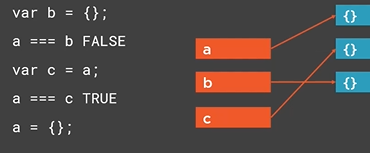 var b = {};
a === b FALSE
var c = a;
a === c TRUE
a = {};
a
b
c
{}
{}
{}